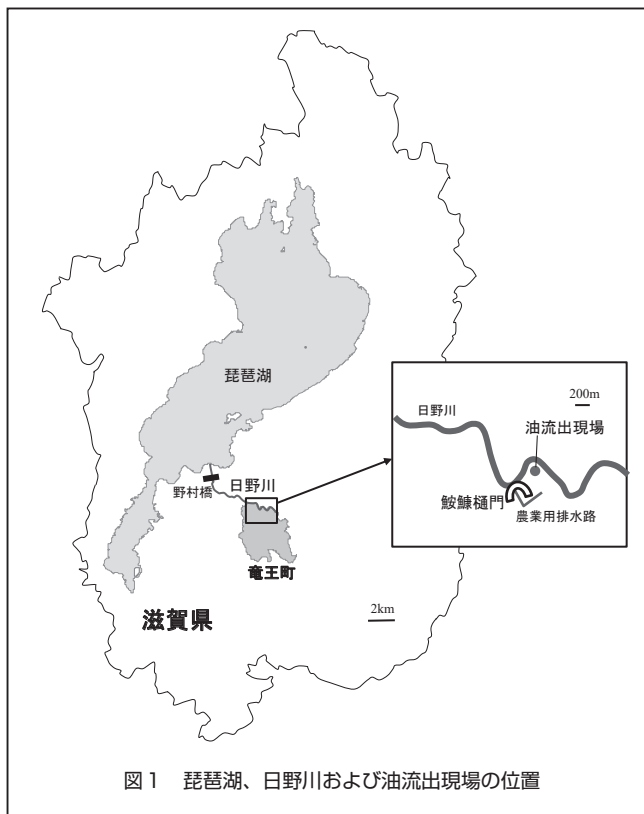 琵琶湖
野村橋
日野川
竜王町
滋賀県
2km
200m
日野川
油流出現場
鮟鱇樋門
農業用排水路
図1 琵琶湖、日野川および油流出現場の位置